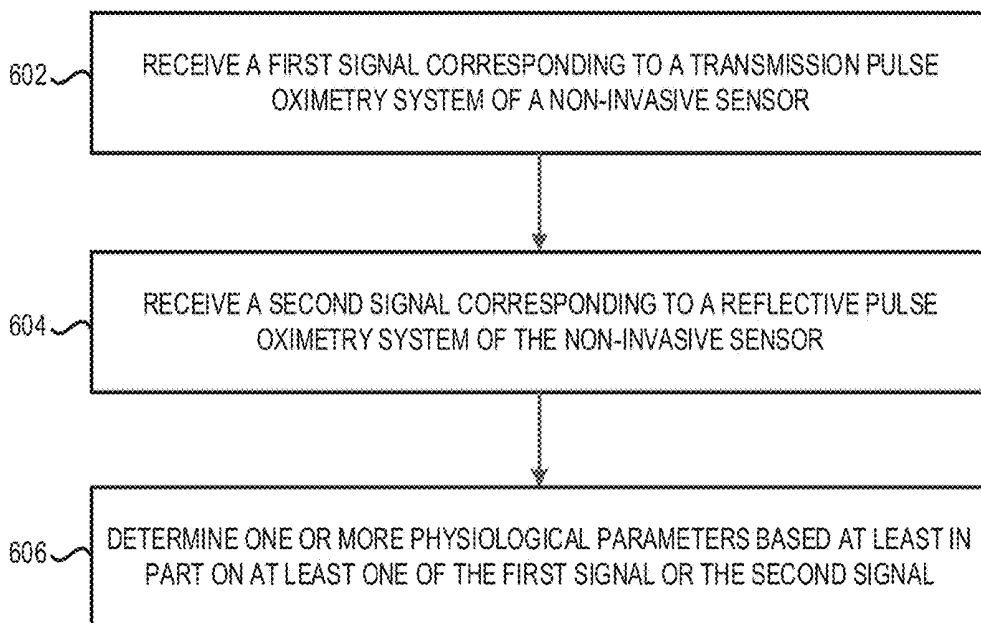 602
RECEIVE A FIRST SIGNAL CORRESPONDING TO A TRANSMISSION PULSE
OXIMETRY SYSTEM OF A NON-INVASIVE SENSOR
604
RECEIVE A SECOND SIGNAL CORRESPONDING TO A REFLECTIVE PULSE
OXIMETRY SYSTEM OF THE NON-INVASIVE SENSOR
606
DETERMINE ONE OR MORE PHYSIOLOGICAL PARAMETERS BASED AT LEAST IN
PART ON AT LEAST ONE OF THE FIRST SIGNAL OR THE SECOND SIGNAL